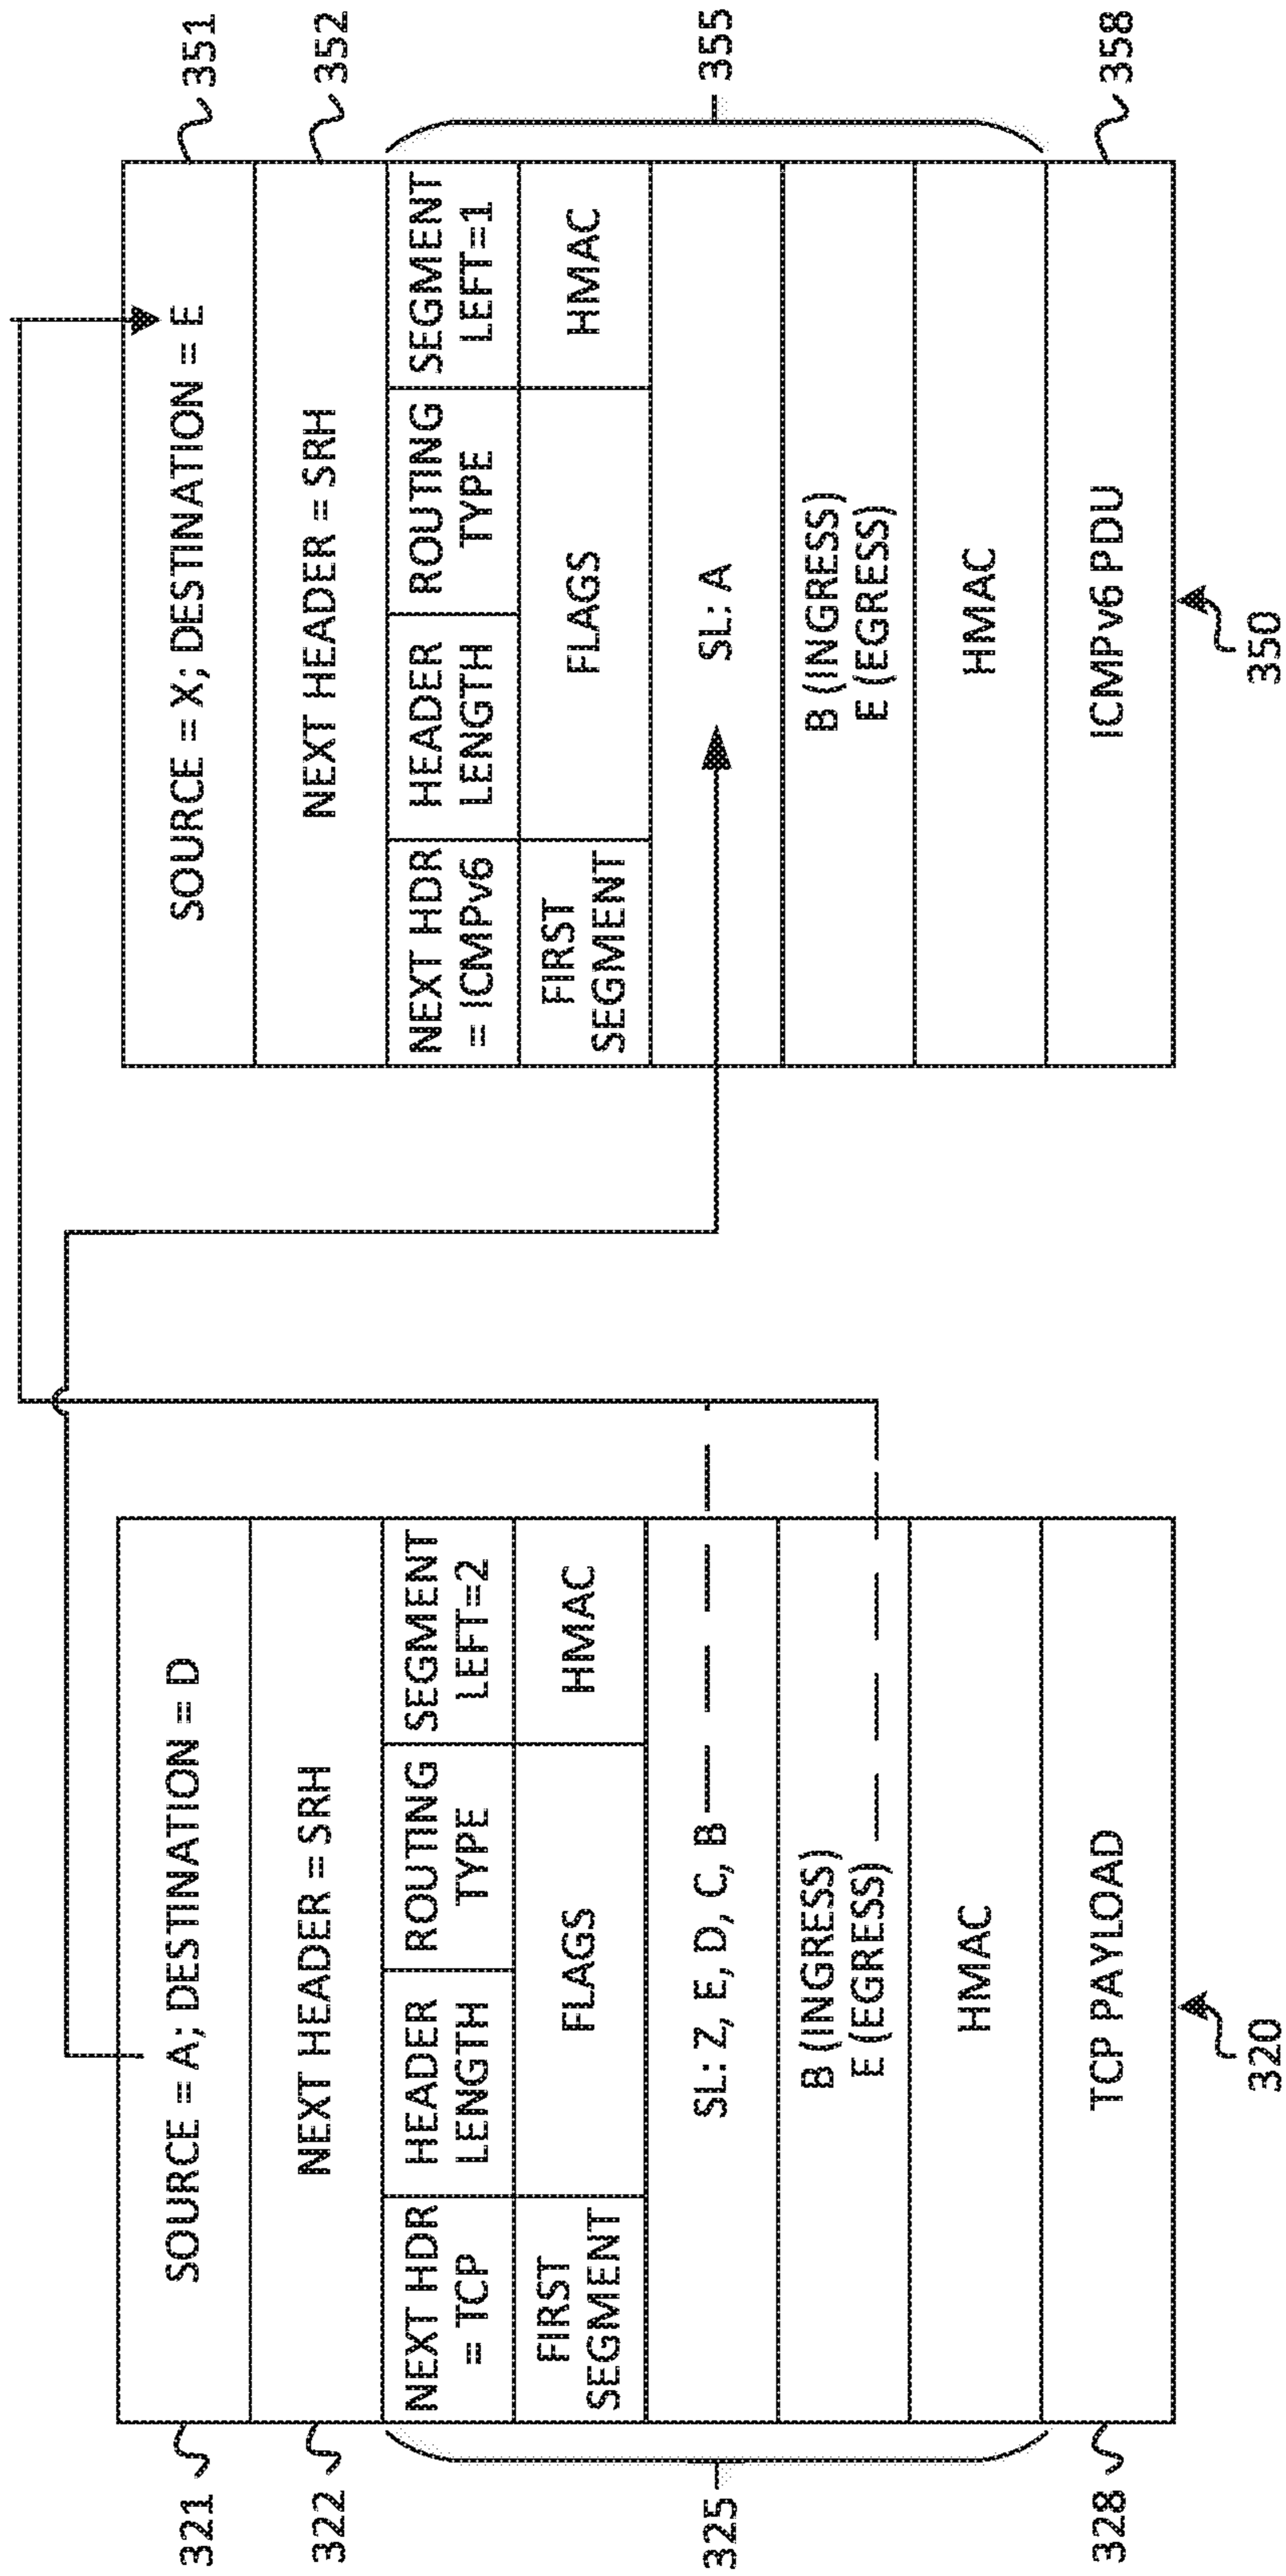 321
SOURCE = A; DESTINATION = D
322
NEXT HEADER = SRH
325
NEXT HDR
= TCP
HEADER
LENGTH
ROUTING
TYPE
SEGMENT
LEFT=2
FIRST
SEGMENT
FLAGS
HMAC
SL: Z, E, D, C, B
B (INGRESS)
E (EGRESS)
HMAC
328
TCP PAYLOAD
320
SOURCE = X; DESTINATION = E
351
NEXT HEADER = SRH
352
NEXT HDR
= ICMPv6
HEADER
LENGTH
ROUTING
TYPE
SEGMENT
LEFT=1
FIRST
SEGMENT
FLAGS
HMAC
SL: A
355
B (INGRESS)
E (EGRESS)
HMAC
ICMPv6 PDU
358
350